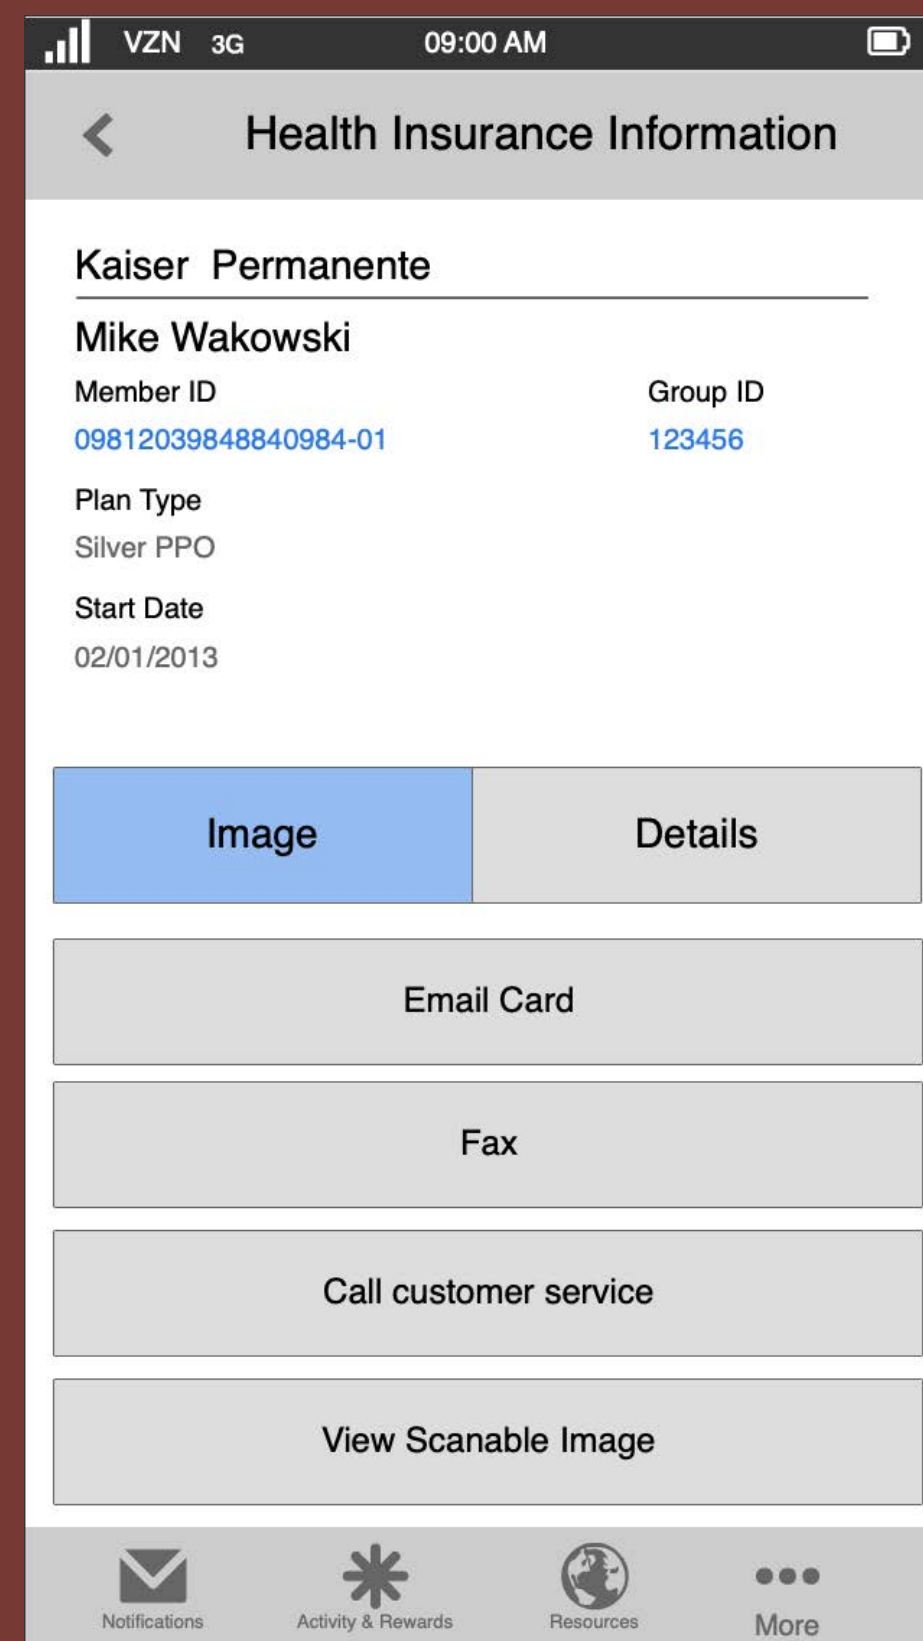 VZN 3G 09:00 AM
Health Insurance Information
Kaiser Permanente
Mike Wakowski
Member ID Group ID
09812039848840984-01 123456
Plan Type
Silver PPO
Start Date
02/01/2013
Image Details
Email Card
Fax
Call customer service
View Scanable Image
Notifications Activity & Rewards Resources More